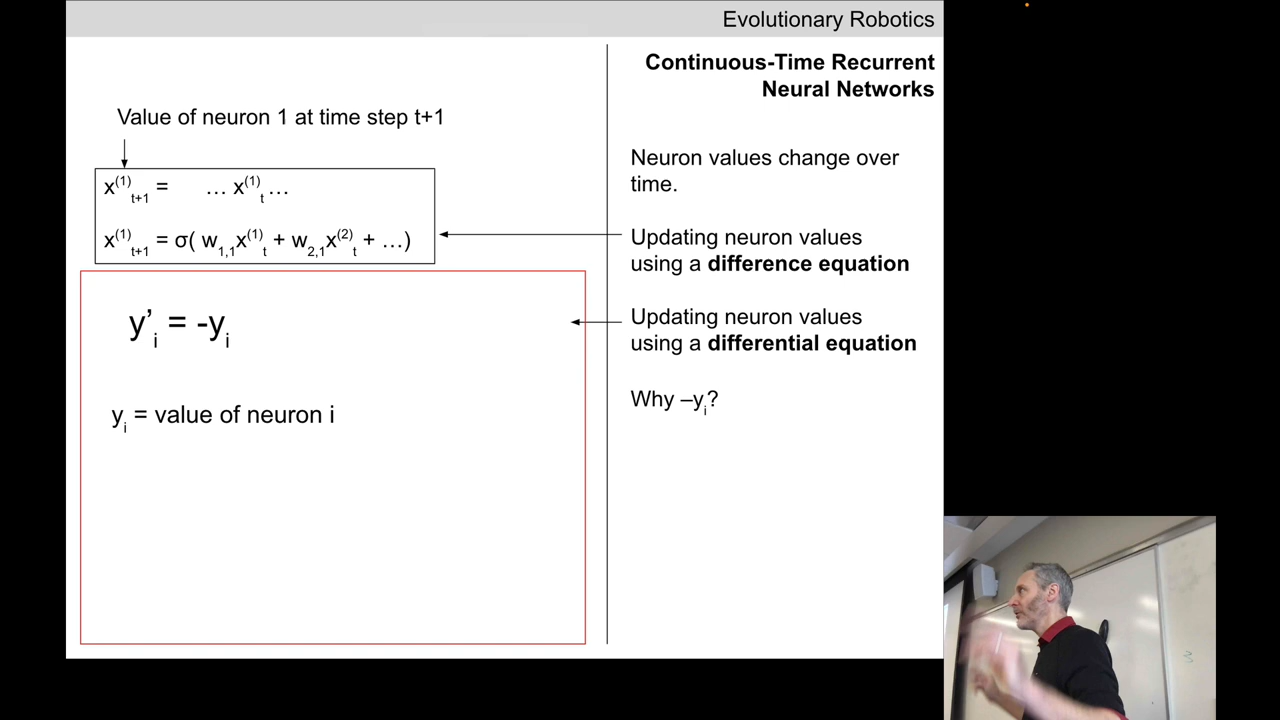 Evolutionary Robotics
Continuous-Time Recurrent
Neural Networks
Value of neuron 1 at time step t+1
x(1)t+1 = … x(1)t …
x(1)t+1 = σ( w1,1x(1)t + w2,1x(2)t + …)
y’i = -yi
yi = value of neuron i
Neuron values change over
time.
Updating neuron values
using a difference equation
Updating neuron values
using a differential equation
Why –yi?
3